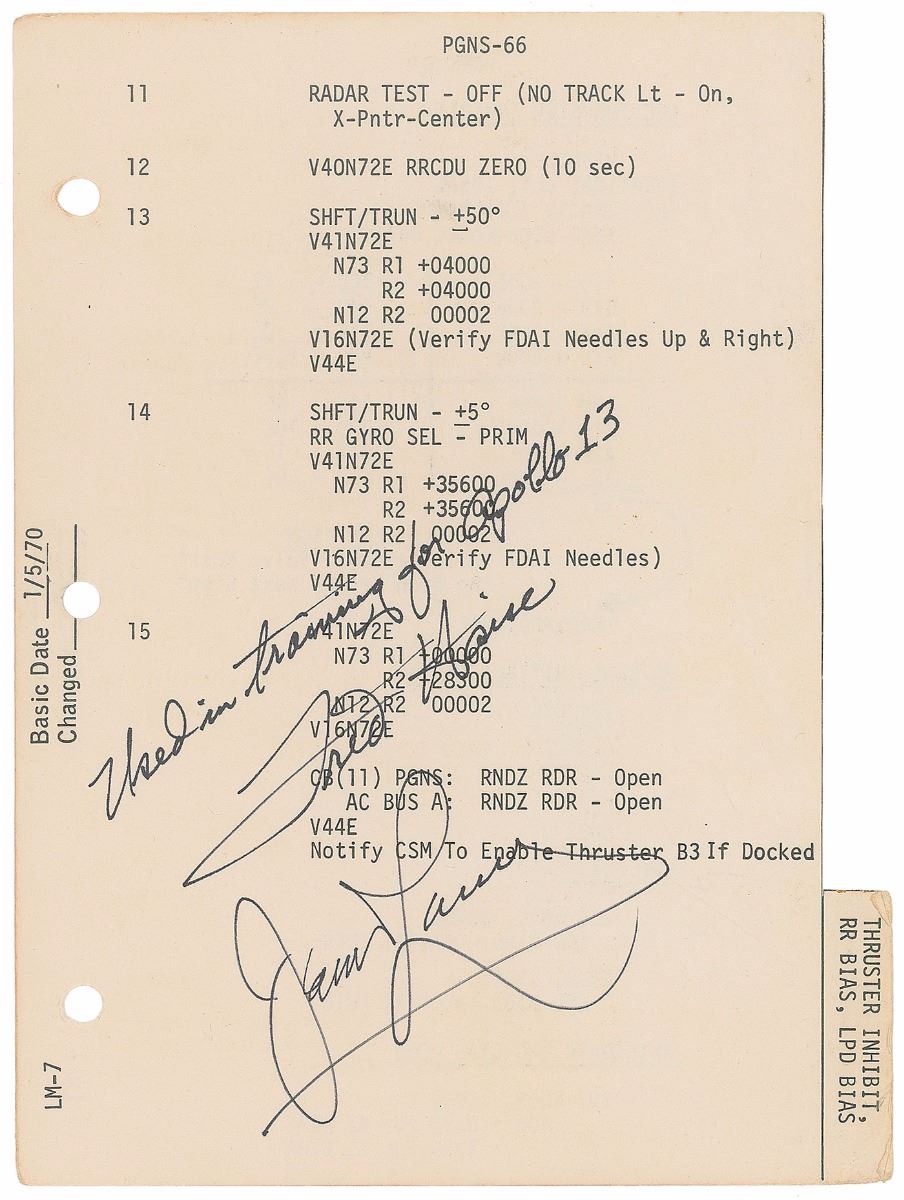 PGNS-66
11 RADAR TEST - OFF (NO TRACK Lt - On,
X-Pntr-Center)
12 V40N72E RRCDU ZERO (10 sec)
13 SHFT/TRUN - ±50°
V41N72E
N73 R1 +04000
R2 +04000
N12 R2 00002
V16N72E (Verify FDAI Needles Up & Right)
V44E
14 SHFT/TRUN - ±5°
RR GYRO SEL - PRIM
V41N72E
N73 R1 +35600
R2 +35600
N12 R2 00002
V16N72E (Verify FDAI Needles)
V44E
15 V41N72E
N73 R1 +00000
R2 +28300
N12 R2 00002
V16N72E
CB(11) PGNS: RNDZ RDR - Open
AC BUS A: RNDZ RDR - Open
V44E
Notify CSM To Enable Thruster B3 If Docked
Used in training for Apollo 13
Fred Haise
James Lovell
Basic Date 1/5/70
Changed
LM-7
THRUSTER INHIBIT,
RR BIAS, LPD BIAS